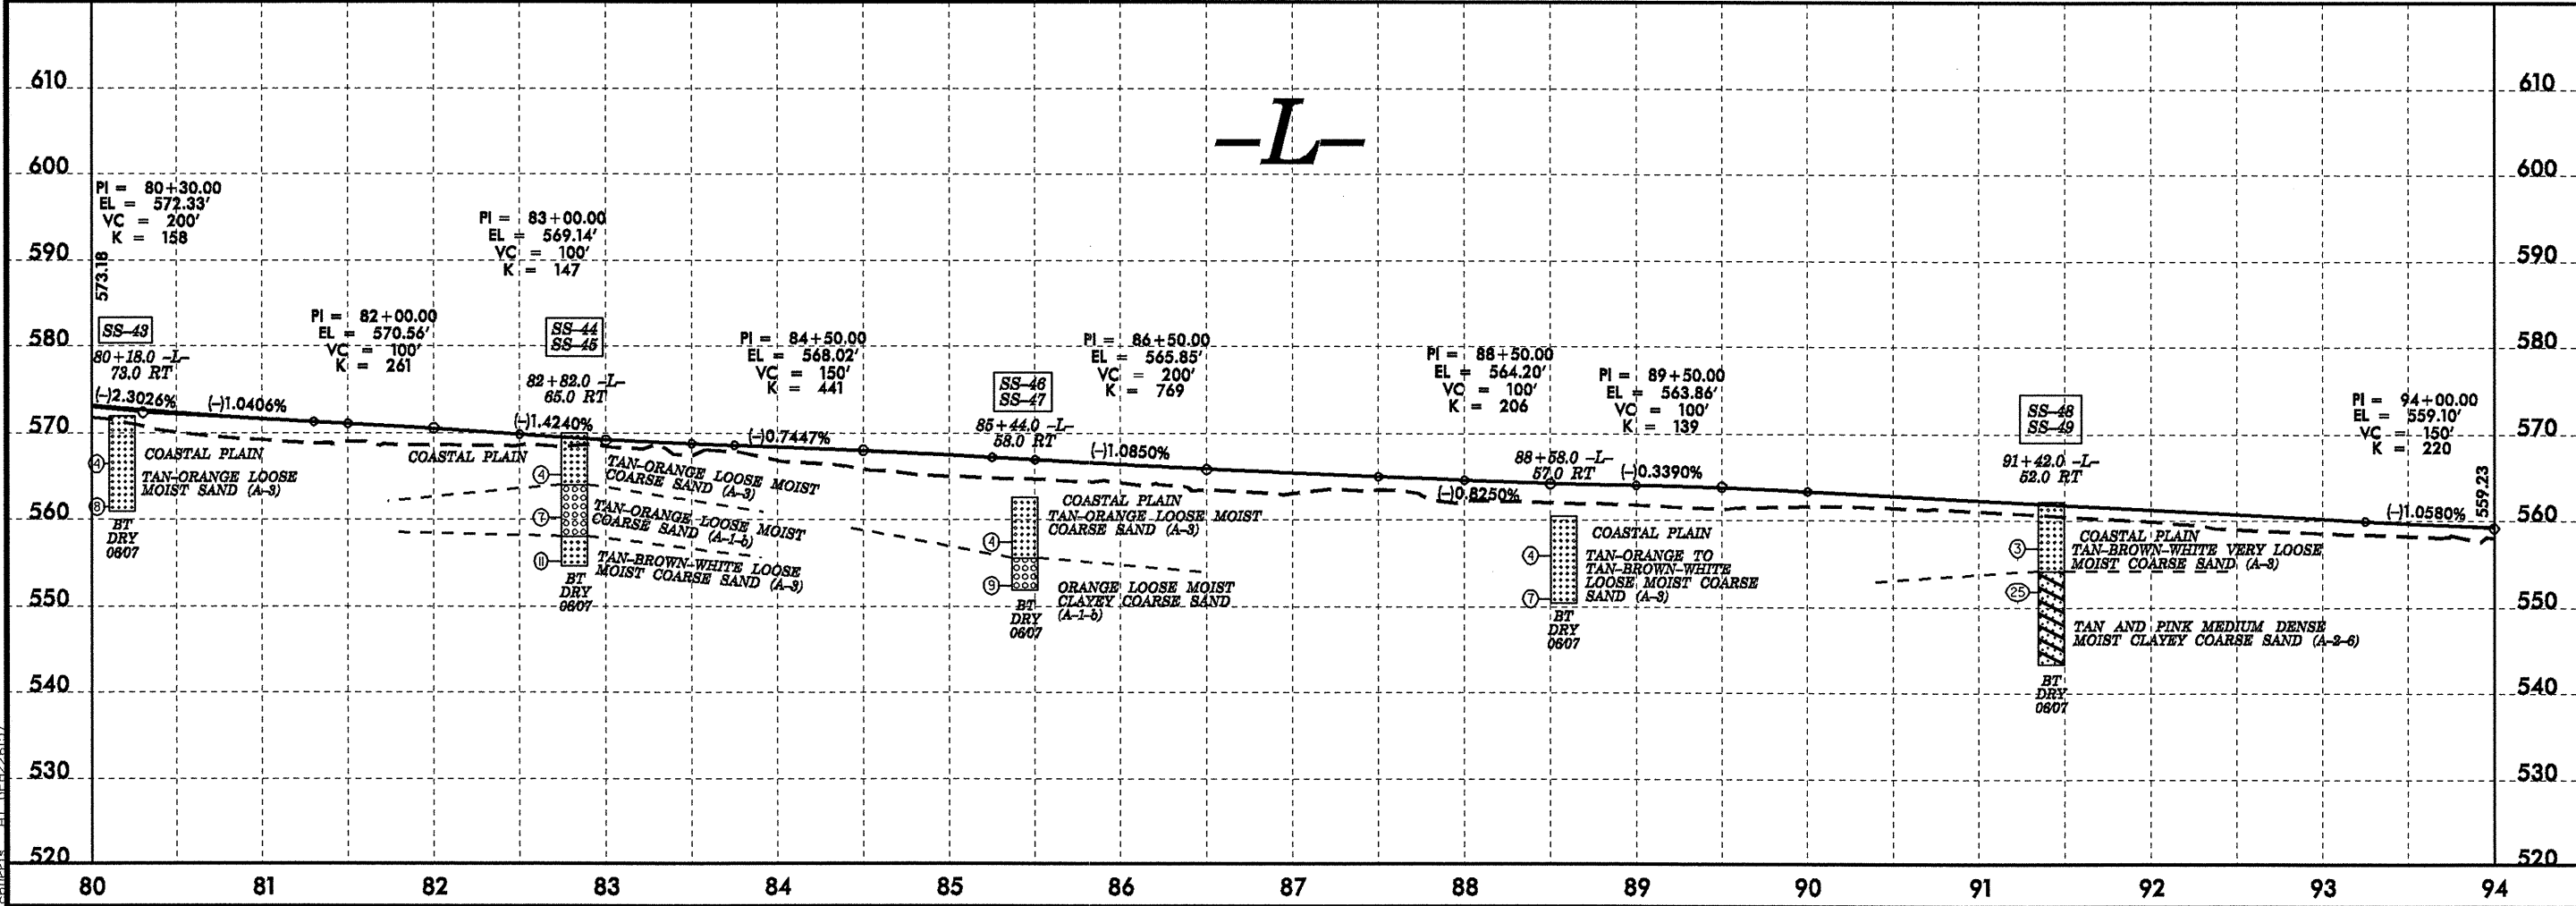 -L-
610
610
600
600
590
590
580
580
570
570
560
560
550
550
540
540
530
530
520
520
PI = 80+30.00
EL = 572.33'
VC = 200'
K = 158
573.18
SS-43
80+18.0 -L-
73.0 RT
(-)2.3026%
(-)1.0406%
4
8
COASTAL PLAIN
TAN-ORANGE LOOSE
MOIST SAND (A-3)
BT
DRY
06/07
PI = 82+00.00
EL = 570.56'
VC = 100'
K = 261
COASTAL PLAIN
PI = 83+00.00
EL = 569.14'
VC = 100'
K = 147
SS-44
SS-45
82+82.0 -L-
65.0 RT
(-)1.4240%
4
7
11
TAN-ORANGE LOOSE MOIST
COARSE SAND (A-3)
TAN-ORANGE LOOSE MOIST
COARSE SAND (A-1-b)
TAN-BROWN-WHITE LOOSE
MOIST COARSE SAND (A-3)
BT
DRY
06/07
PI = 84+50.00
EL = 568.02'
VC = 150'
K = 441
(-)0.7447%
SS-46
SS-47
85+44.0 -L-
58.0 RT
4
9
COASTAL PLAIN
TAN-ORANGE LOOSE MOIST
COARSE SAND (A-3)
ORANGE LOOSE MOIST
CLAYEY COARSE SAND
(A-1-b)
BT
DRY
06/07
PI = 86+50.00
EL = 565.85'
VC = 200'
K = 769
(-)1.0850%
PI = 88+50.00
EL = 564.20'
VC = 100'
K = 206
(-)0.8250%
88+58.0 -L-
57.0 RT
4
7
COASTAL PLAIN
TAN-ORANGE TO
TAN-BROWN-WHITE
LOOSE MOIST COARSE
SAND (A-3)
BT
DRY
06/07
PI = 89+50.00
EL = 563.86'
VC = 100'
K = 139
(-)0.3390%
SS-48
SS-49
91+42.0 -L-
52.0 RT
3
25
COASTAL PLAIN
TAN-BROWN-WHITE VERY LOOSE
MOIST COARSE SAND (A-3)
TAN AND PINK MEDIUM DENSE
MOIST CLAYEY COARSE SAND (A-2-6)
BT
DRY
06/07
PI = 94+00.00
EL = 559.10'
VC = 150'
K = 220
(-)1.0580%
559.23
80 81 82 83 84 85 86 87 88 89 90 91 92 93 94